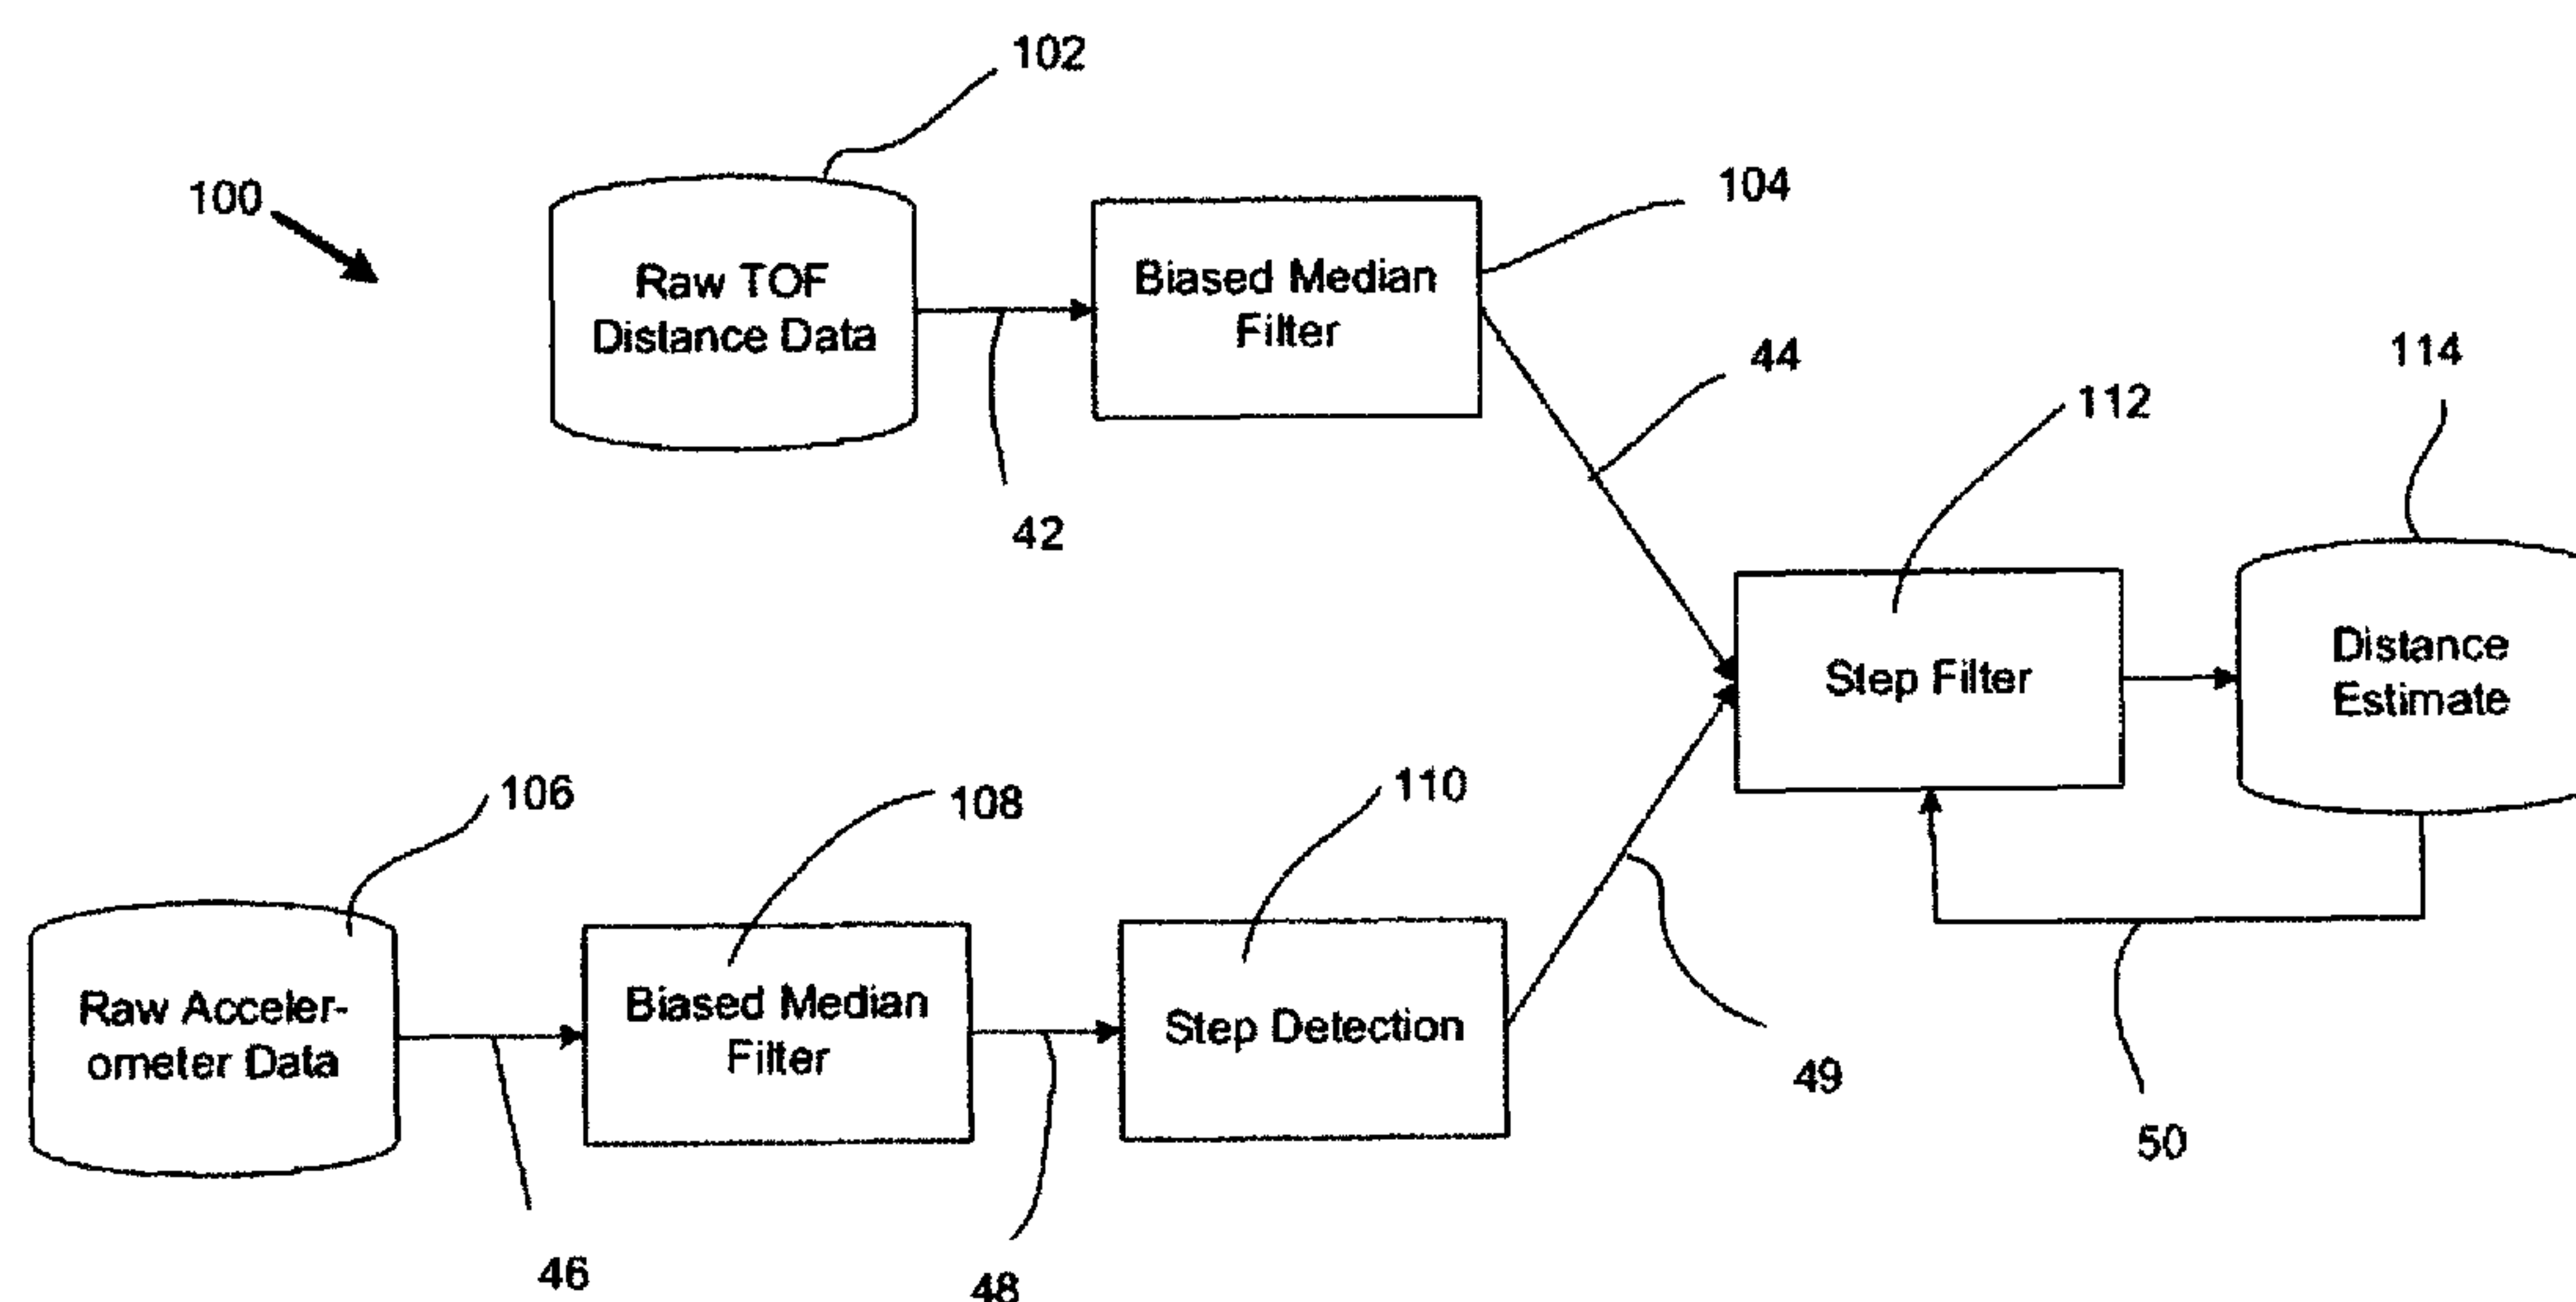 102
100
104
Raw TOF
Distance Data
Biased Median
Filter
44
114
112
42
Distance
Estimate
Step Filter
106
108
110
Raw Acceler-
ometer Data
Biased Median
Filter
Step Detection
49
50
46
48